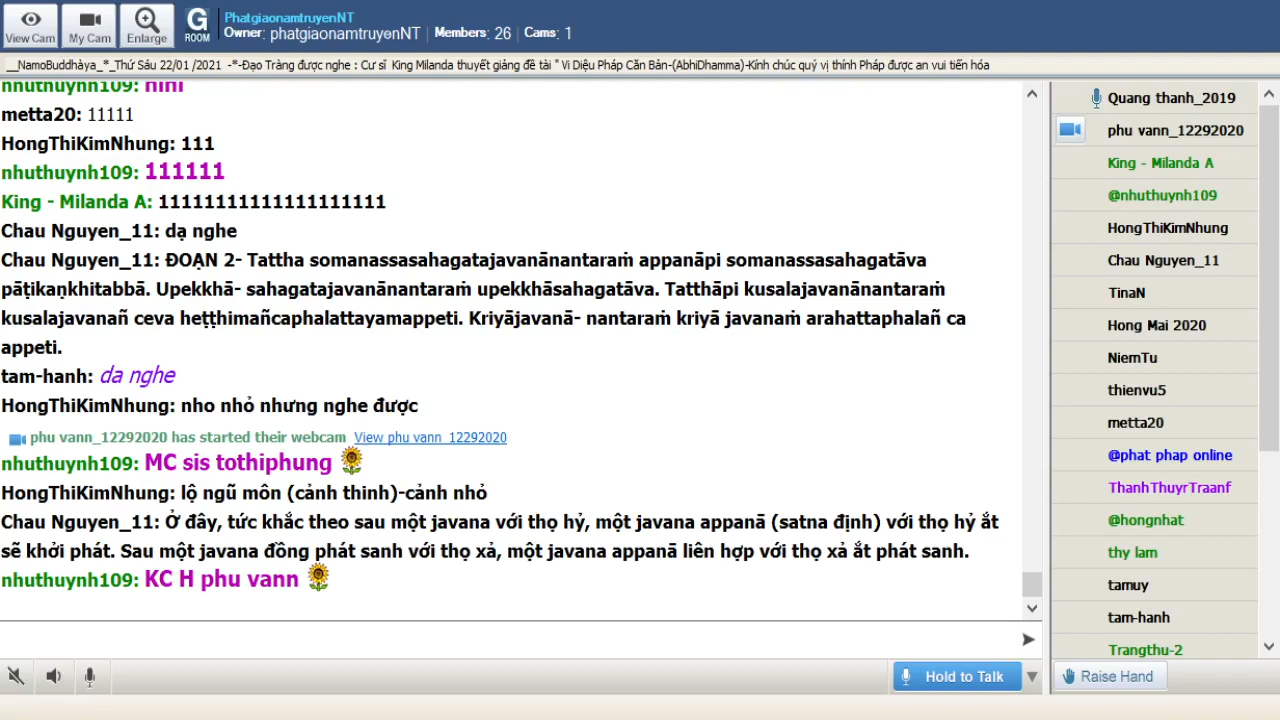 View Cam
My Cam
Enlarge
G
ROOM
PhatgiaonamtruyenNT
Owner: phatgiaonamtruyenNT | Members: 26 | Cams: 1
__NamoBuddhàya_*_Thứ Sáu 22/01 /2021 -*-Đạo Tràng được nghe : Cư sĩ King Milanda thuyết giảng đề tài " Vi Diệu Pháp Căn Bản-(AbhiDhamma)-Kính chúc quý vị thính Pháp được an vui tiến hóa
nhuthuynh109: hihi
metta20: 11111
HongThiKimNhung: 111
nhuthuynh109: 111111
King - Milanda A: 11111111111111111111
Chau Nguyen_11: dạ nghe
Chau Nguyen_11: ĐOẠN 2- Tattha somanassasahagatajavanānantaraṁ appanāpi somanassasahagatāva
pāṭikaṇkhitabbā. Upekkhā- sahagatajavanānantaraṁ upekkhāsahagatāva. Tatthāpi kusalajavanānantaraṁ
kusalajavanañ ceva heṭṭhimañcaphalattayamappeti. Kriyājavanā- nantaraṁ kriyā javanaṁ arahattaphalañ ca
appeti.
tam-hanh: da nghe
HongThiKimNhung: nho nhỏ nhưng nghe được
phu vann_12292020 has started their webcam View phu vann_12292020
nhuthuynh109: MC sis tothiphung
HongThiKimNhung: lộ ngũ môn (cảnh thinh)-cảnh nhỏ
Chau Nguyen_11: Ở đây, tức khắc theo sau một javana với thọ hỷ, một javana appanā (satna định) với thọ hỷ ắt
sẽ khởi phát. Sau một javana đồng phát sanh với thọ xả, một javana appanā liên hợp với thọ xả ắt phát sanh.
nhuthuynh109: KC H phu vann
Hold to Talk
Quang thanh_2019
phu vann_12292020
King - Milanda A
@nhuthuynh109
HongThiKimNhung
Chau Nguyen_11
TinaN
Hong Mai 2020
NiemTu
thienvu5
metta20
@phat phap online
ThanhThuyrTraanf
@hongnhat
thy lam
tamuy
tam-hanh
Trangthu-2
Raise Hand